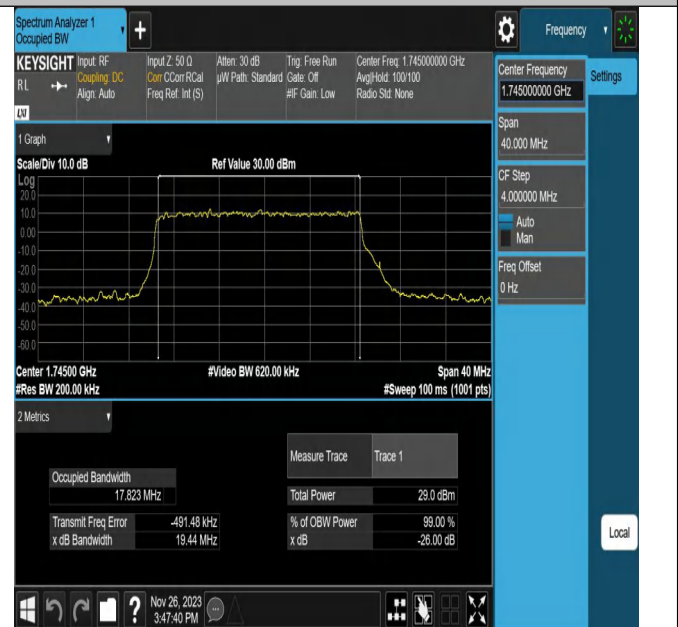 Spectrum Analyzer 1
Occupied BW
+
Frequency
KEYSIGHT
RL
LXI
Input: RF
Coupling: DC
Align: Auto
Input Z: 50 Ω
Corr CCorr RCal
Freq Ref: Int (S)
Atten: 30 dB
µW Path: Standard
Trig: Free Run
Gate: Off
#IF Gain: Low
Center Freq: 1.745000000 GHz
Avg|Hold: 100/100
Radio Std: None
Center Frequency
1.745000000 GHz
Settings
Span
40.000 MHz
CF Step
4.000000 MHz
Auto
Man
Freq Offset
0 Hz
Local
1 Graph
Scale/Div 10.0 dB
Ref Value 30.00 dBm
Log
20.0
10.0
0.00
-10.0
-20.0
-30.0
-40.0
-50.0
-60.0
Center 1.74500 GHz
#Video BW 620.00 kHz
Span 40 MHz
#Res BW 200.00 kHz
#Sweep 100 ms (1001 pts)
2 Metrics
Measure Trace Trace 1
Occupied Bandwidth
17.823 MHz
Total Power 29.0 dBm
Transmit Freq Error -491.48 kHz
% of OBW Power 99.00 %
x dB Bandwidth 19.44 MHz
x dB -26.00 dB
?
Nov 26, 2023
3:47:40 PM